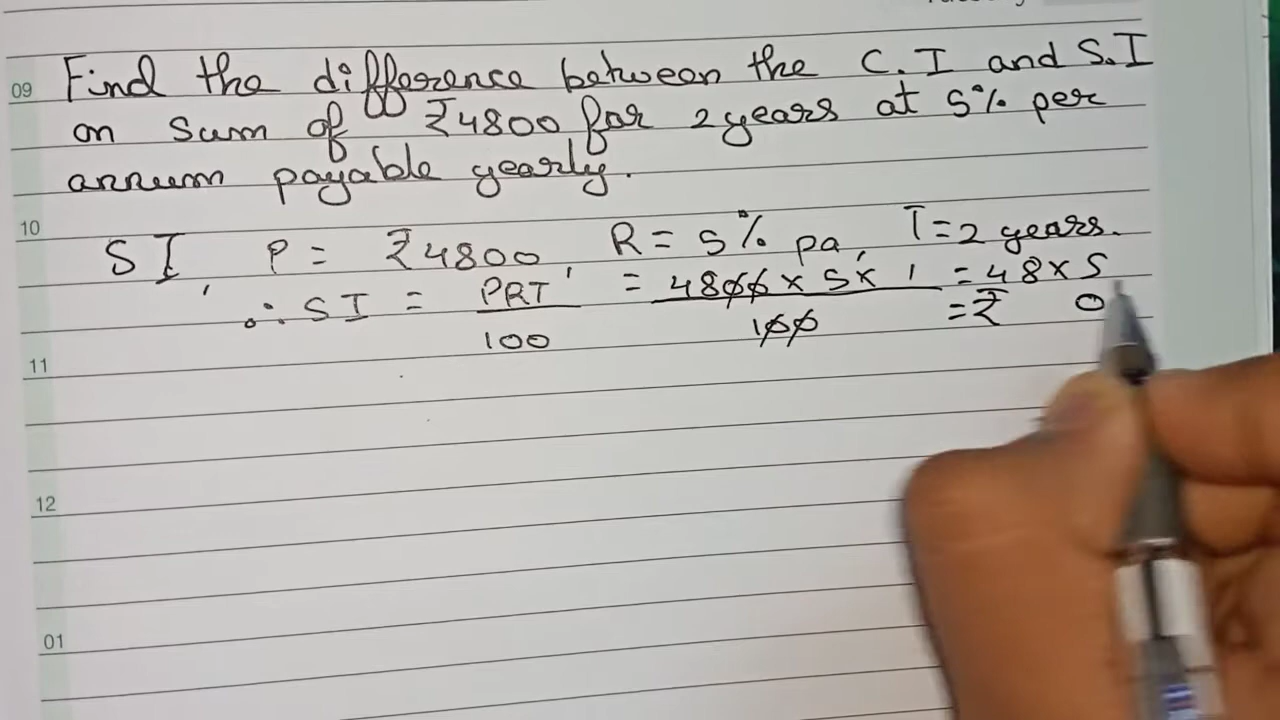 09 Find the difference between the C.I and S.I
on sum of ₹4800 for 2 years at 5% per
annum payable yearly.
10 SI, P = ₹4800, R = 5% pa, T = 2 years.
∴ SI = PRT / 100 = 4800 x 5 x 1 / 100 = 48 x 5
= ₹ 0
11
12
01